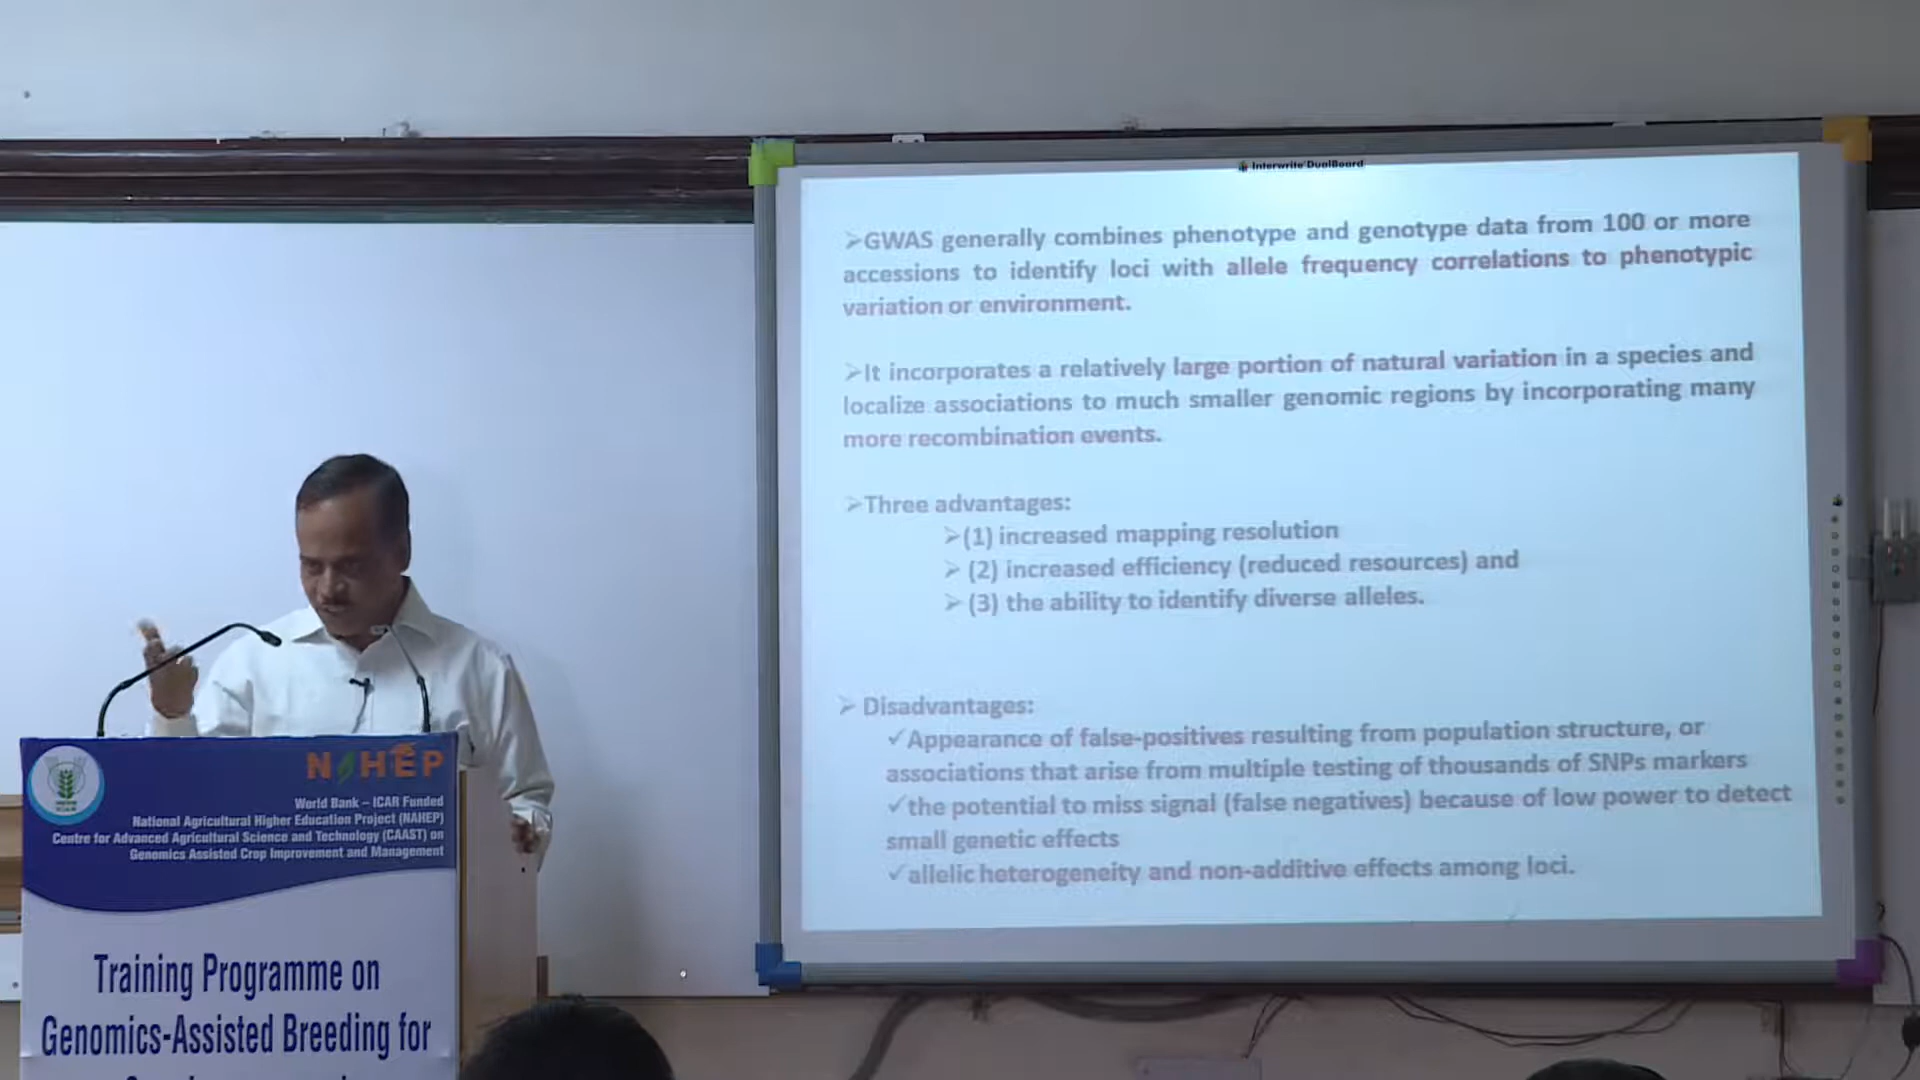 Interwrite DualBoard
➢GWAS generally combines phenotype and genotype data from 100 or more
accessions to identify loci with allele frequency correlations to phenotypic
variation or environment.
➢It incorporates a relatively large portion of natural variation in a species and
localize associations to much smaller genomic regions by incorporating many
more recombination events.
➢Three advantages:
➢(1) increased mapping resolution
➢ (2) increased efficiency (reduced resources) and
➢ (3) the ability to identify diverse alleles.
➢ Disadvantages:
✓Appearance of false-positives resulting from population structure, or
associations that arise from multiple testing of thousands of SNPs markers
✓the potential to miss signal (false negatives) because of low power to detect
small genetic effects
✓allelic heterogeneity and non-additive effects among loci.
NAHEP
World Bank – ICAR Funded
National Agricultural Higher Education Project (NAHEP)
Centre for Advanced Agricultural Science and Technology (CAAST) on
Genomics Assisted Crop Improvement and Management
Training Programme on
Genomics-Assisted Breeding for